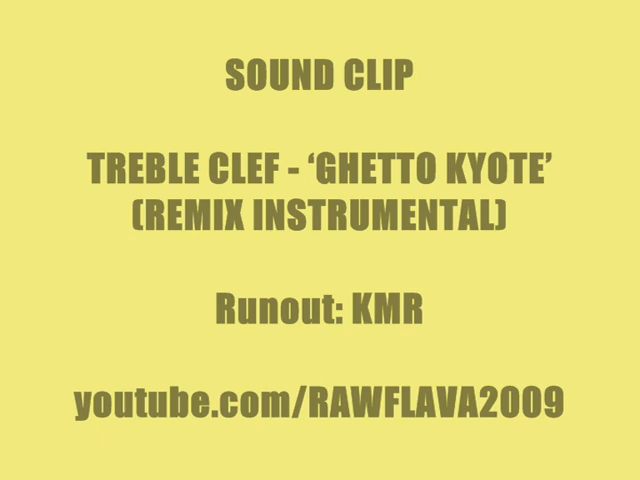 SOUND CLIP
TREBLE CLEF - ‘GHETTO KYOTE’
(REMIX INSTRUMENTAL)
Runout: KMR
youtube.com/RAWFLAVA2009